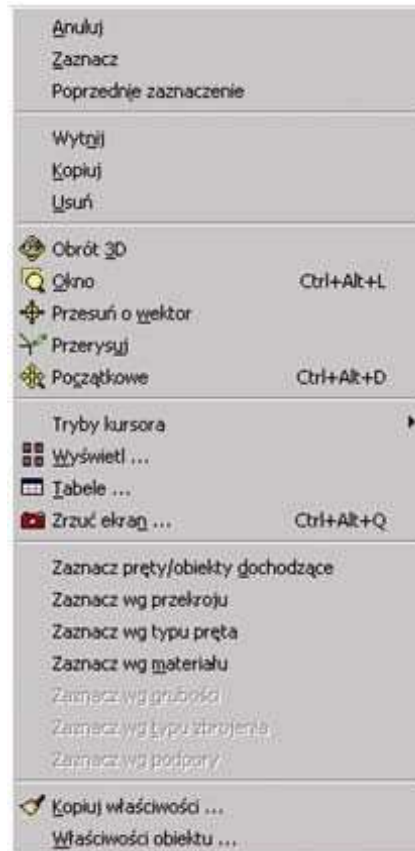 Anuluj
Zaznacz
Poprzednie zaznaczenie
Wytnij
Kopiuj
Usuń
Obrót 3D
Okno Ctrl+Alt+L
Przesuń o wektor
Przerysuj
Początkowe Ctrl+Alt+D
Tryby kursora
Wyświetl ...
Tabele ...
Zrzuć ekran ... Ctrl+Alt+Q
Zaznacz pręty/obiekty dochodzące
Zaznacz wg przekroju
Zaznacz wg typu pręta
Zaznacz wg materiału
Zaznacz wg grubości
Zaznacz wg typu zbrojenia
Zaznacz wg podpory
Kopiuj właściwości ...
Właściwości obiektu ...